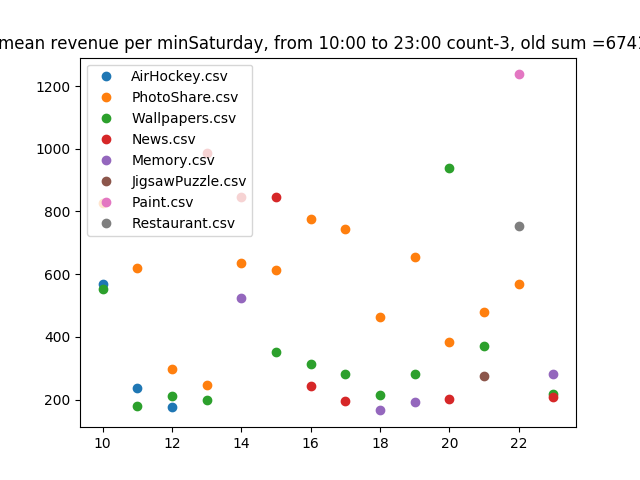 mean revenue per minSaturday, from 10:00 to 23:00 count-3, old sum =6741
1200
1000
800
600
400
200
AirHockey.csv
PhotoShare.csv
Wallpapers.csv
News.csv
Memory.csv
JigsawPuzzle.csv
Paint.csv
Restaurant.csv
10 12 14 16 18 20 22